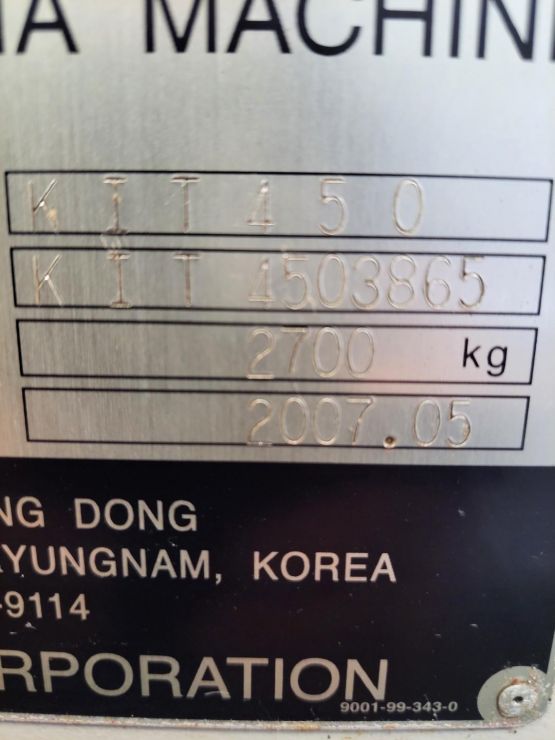 IA MACHIN
KIT450
KIT4503865
2700 kg
2007.05
NG DONG
YUNGNAM, KOREA
-9114
RPORATION
9001-99-343-0